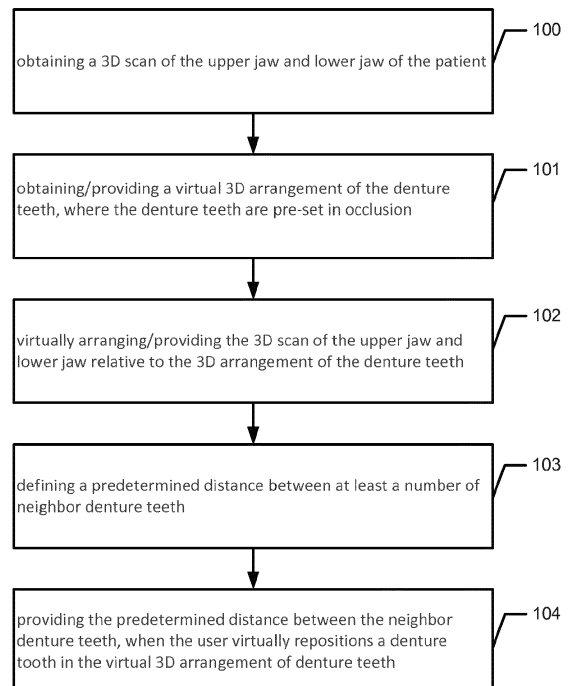 obtaining a 3D scan of the upper jaw and lower jaw of the patient
100
obtaining/providing a virtual 3D arrangement of the denture
teeth, where the denture teeth are pre-set in occlusion
101
virtually arranging/providing the 3D scan of the upper jaw and
lower jaw relative to the 3D arrangement of the denture teeth
102
defining a predetermined distance between at least a number of
neighbor denture teeth
103
providing the predetermined distance between the neighbor
denture teeth, when the user virtually repositions a denture
tooth in the virtual 3D arrangement of denture teeth
104